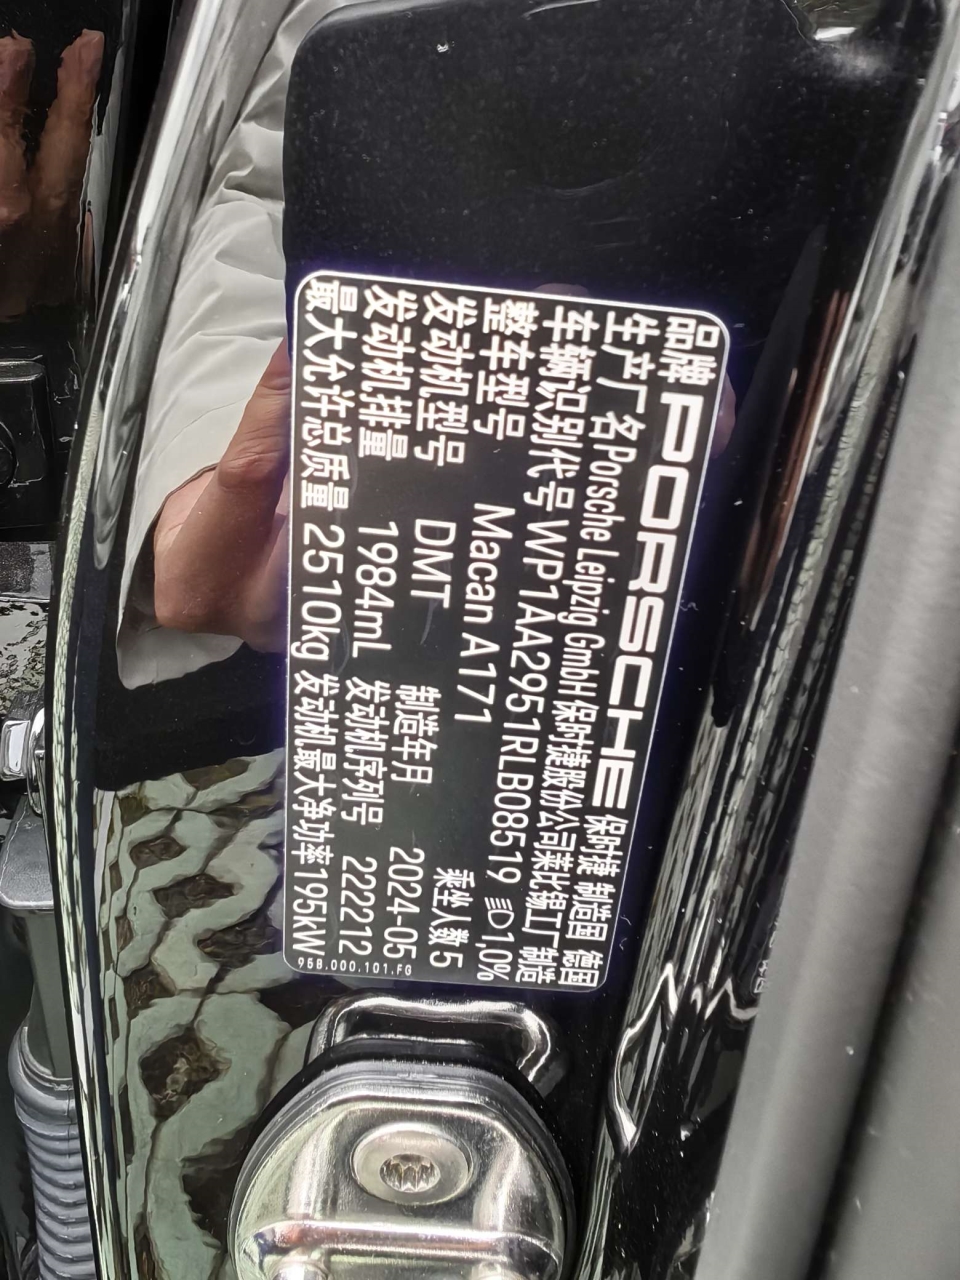 品牌 PORSCHE 保时捷 制造国 德国
生产厂名 Porsche Leipzig GmbH 保时捷股份公司莱比锡工厂制造
车辆识别代号 WP1AA2951RLB08519 1,0%
整车型号 Macan A171 乘坐人数 5
发动机型号 DMT 制造年月 2024-05
发动机排量 1984mL 发动机序列号 222212
最大允许总质量 2510kg 发动机最大净功率 195kW
95B.000.101.FG